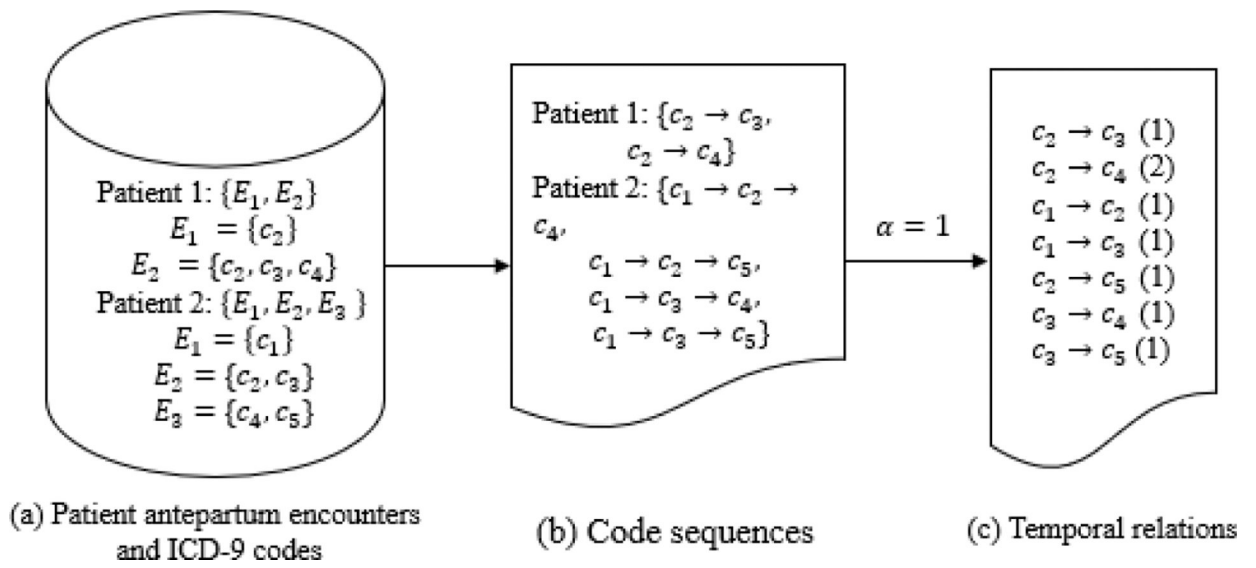 Patient 1: {E₁, E₂}
E₁ = {c₂}
E₂ = {c₂, c₃, c₄}
Patient 2: {E₁, E₂, E₃ }
E₁ = {c₁}
E₂ = {c₂, c₃}
E₃ = {c₄, c₅}
(a) Patient antepartum encounters
and ICD-9 codes
Patient 1: {c₂ → c₃,
c₂ → c₄}
Patient 2: {c₁ → c₂ →
c₄,
c₁ → c₂ → c₅,
c₁ → c₃ → c₄,
c₁ → c₃ → c₅}
(b) Code sequences
α = 1
c₂ → c₃ (1)
c₂ → c₄ (2)
c₁ → c₂ (1)
c₁ → c₃ (1)
c₂ → c₅ (1)
c₃ → c₄ (1)
c₃ → c₅ (1)
(c) Temporal relations